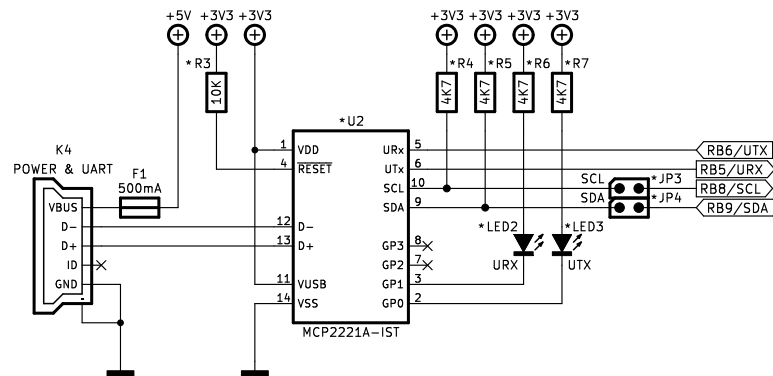 +5V +3V3 +3V3 +3V3 +3V3 +3V3 +3V3
*R3 *R4 *R5 *R6 *R7
10K 4K7 4K7 4K7 4K7
*U2
K4
POWER & UART
F1
500mA
VBUS
D-
D+
ID
GND
1 VDD
4 RESET
12 D-
13 D+
11 VUSB
14 VSS
URx 5
UTx 6
SCL 10
SDA 9
GP3 8
GP2 7
GP1 3
GP0 2
MCP2221A-IST
RB6/UTX
RB5/URX
SCL *JP3 RB8/SCL
SDA *JP4 RB9/SDA
*LED2 *LED3
URX UTX